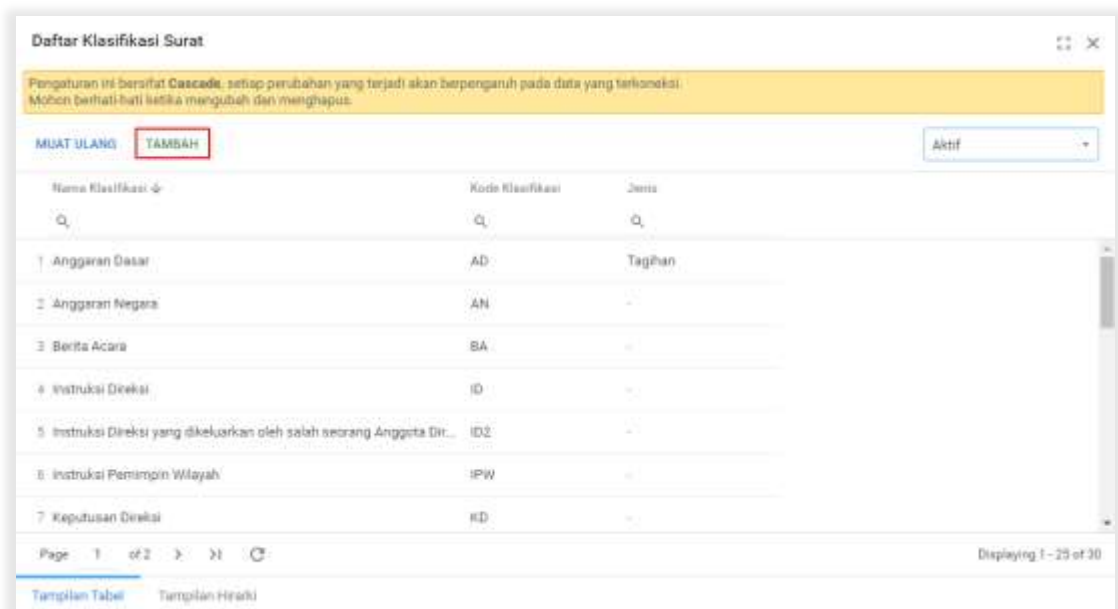 Daftar Klasifikasi Surat
Pengaturan ini bersifat Cascade, setiap perubahan yang terjadi akan berpengaruh pada data yang terkoneksi.
Mohon berhati-hati ketika mengubah dan menghapus.
MUAT ULANG TAMBAH Aktif
Nama Klasifikasi Kode Klasifikasi Jenis
1 Anggaran Dasar AD Tagihan
2 Anggaran Negara AN -
3 Berita Acara BA -
4 Instruksi Direksi ID -
5 Instruksi Direksi yang dikeluarkan oleh salah seorang Anggota Dir... ID2 -
6 Instruksi Pemimpin Wilayah IPW -
7 Keputusan Direksi KD -
Page 1 of 2 Displaying 1 - 25 of 30
Tampilan Tabel Tampilan Hirarki